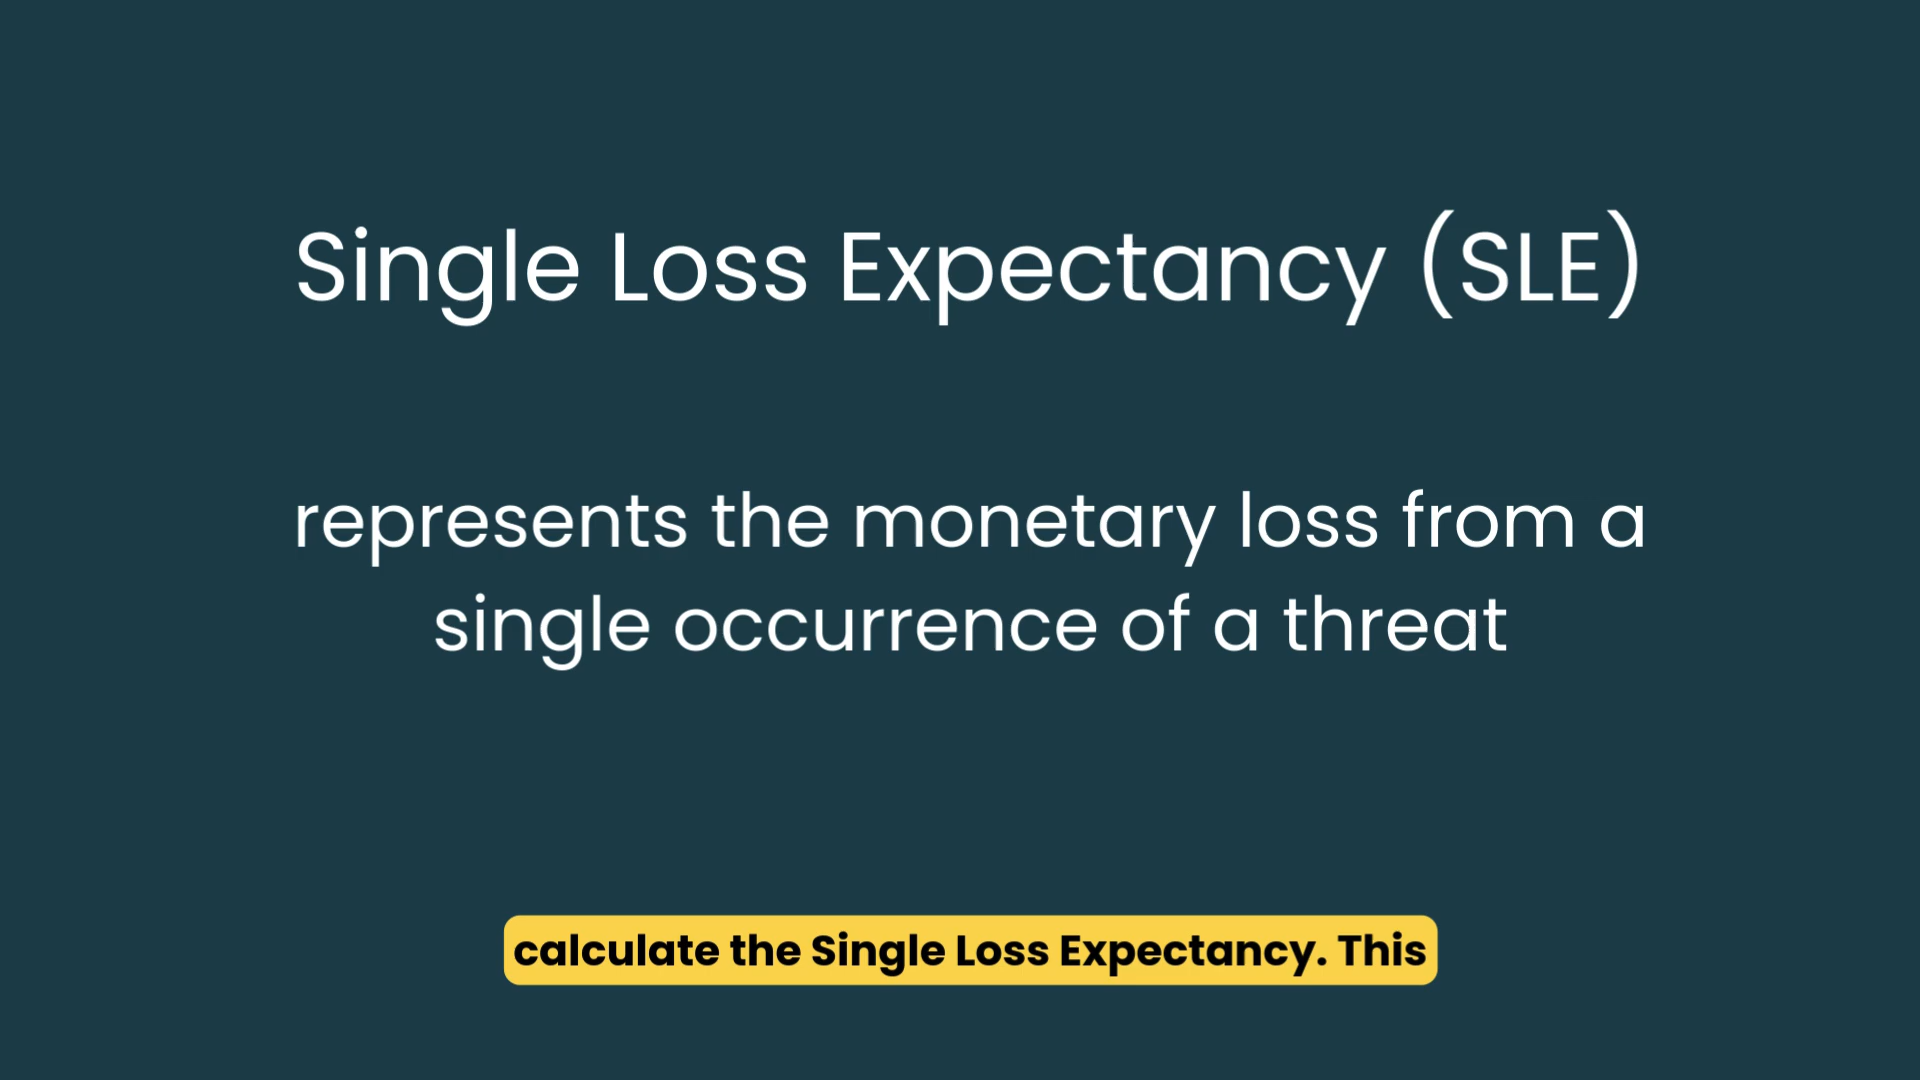 Single Loss Expectancy (SLE)
represents the monetary loss from a
single occurrence of a threat
calculate the Single Loss Expectancy. This